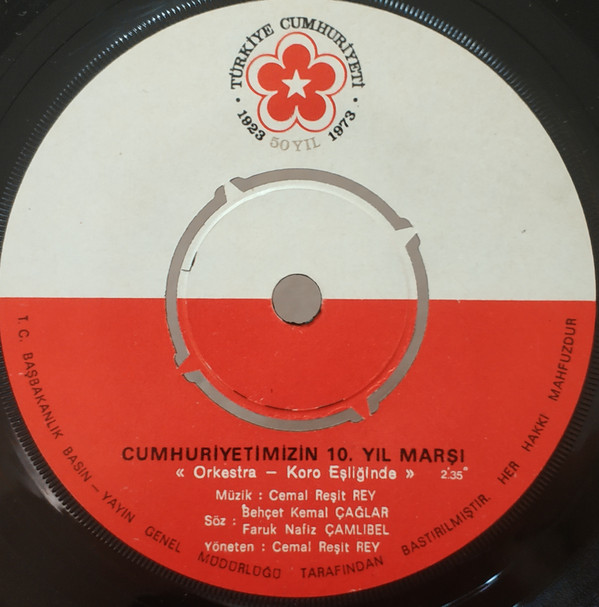 • TÜRKİYE CUMHURİYETİ •
1923 50 YIL 1973
CUMHURİYETİMİZİN 10. YIL MARŞI
« Orkestra – Koro Eşliğinde » 2.35"
Müzik : Cemal Reşit REY
Söz : Behçet Kemal ÇAĞLAR
Faruk Nafiz ÇAMLIBEL
Yöneten : Cemal Reşit REY
T. C. BAŞBAKANLIK BASIN – YAYIN GENEL MÜDÜRLÜĞÜ TARAFINDAN BASTIRILMIŞTIR. HER HAKKI MAHFUZDUR